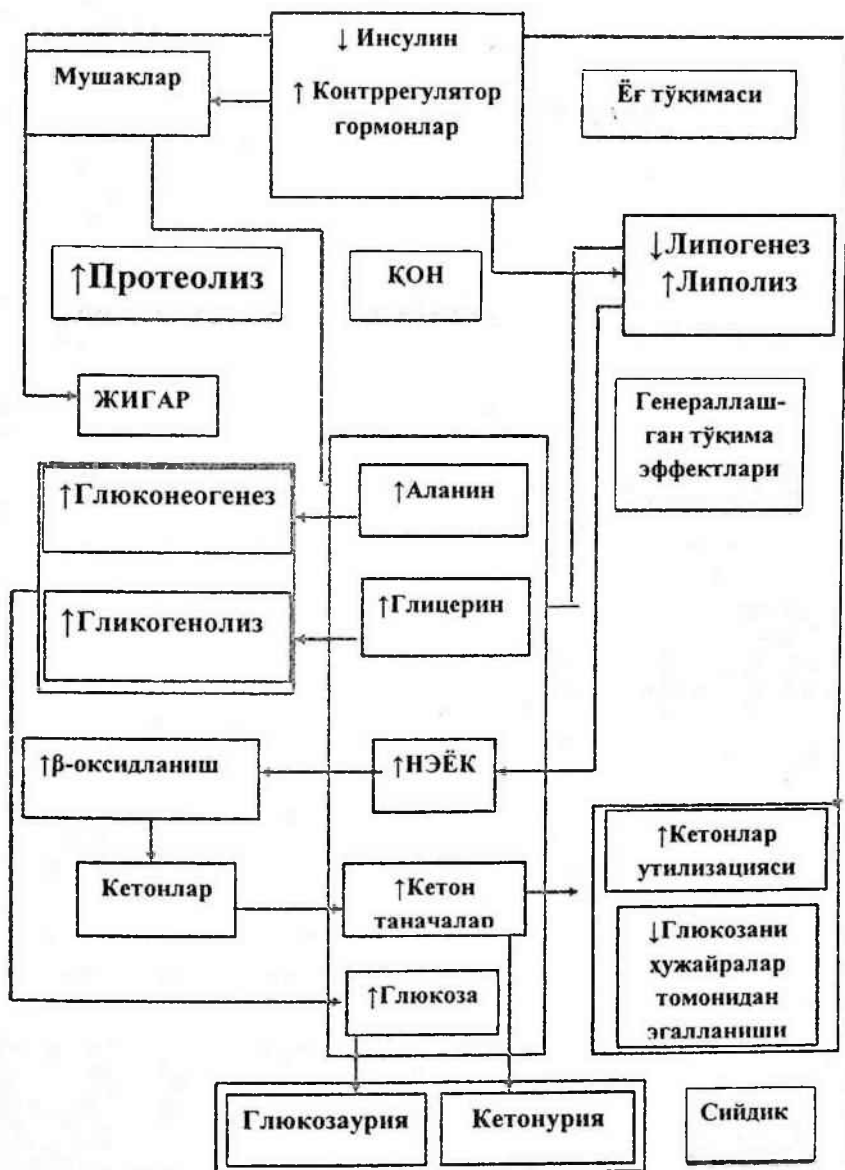 ↓ Инсулин
↑ Контррегулятор
гормонлар
Мушаклар
Ёғ тўқимаси
↑Протеолиз
ҚОН
↓Липогенез
↑Липолиз
ЖИГАР
Генераллаш-
ган тўқима
эффектлари
↑Глюконеогенез
↑Аланин
↑Гликогенолиз
↑Глицерин
↑β-оксидланиш
↑НЭЁК
↑Кетонлар
утилизацияси
Кетонлар
↑Кетон
таначалар
↓Глюкозани
ҳужайралар
томонидан
эгалланиши
↑Глюкоза
Глюкозаурия
Кетонурия
Сийдик